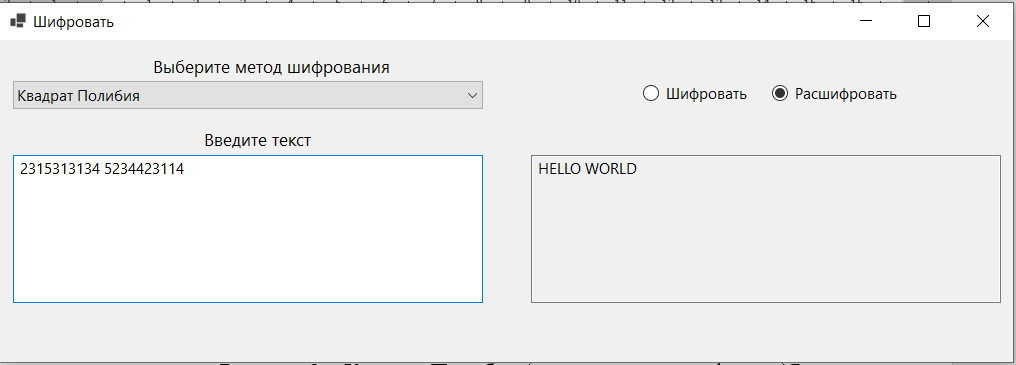 Шифровать
Выберите метод шифрования
Квадрат Полибия
Шифровать
Расшифровать
Введите текст
2315313134 5234423114
HELLO WORLD